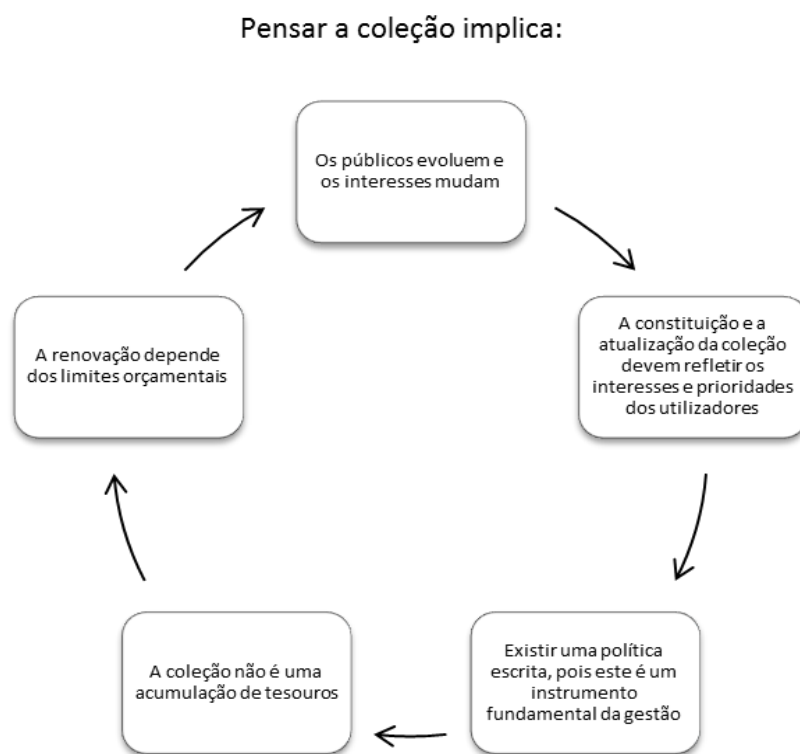 Pensar a coleção implica:
Os públicos evoluem e
os interesses mudam
A constituição e a
atualização da coleção
devem refletir os
interesses e prioridades
dos utilizadores
Existir uma política
escrita, pois este é um
instrumento
fundamental da gestão
A coleção não é uma
acumulação de tesouros
A renovação depende
dos limites orçamentais